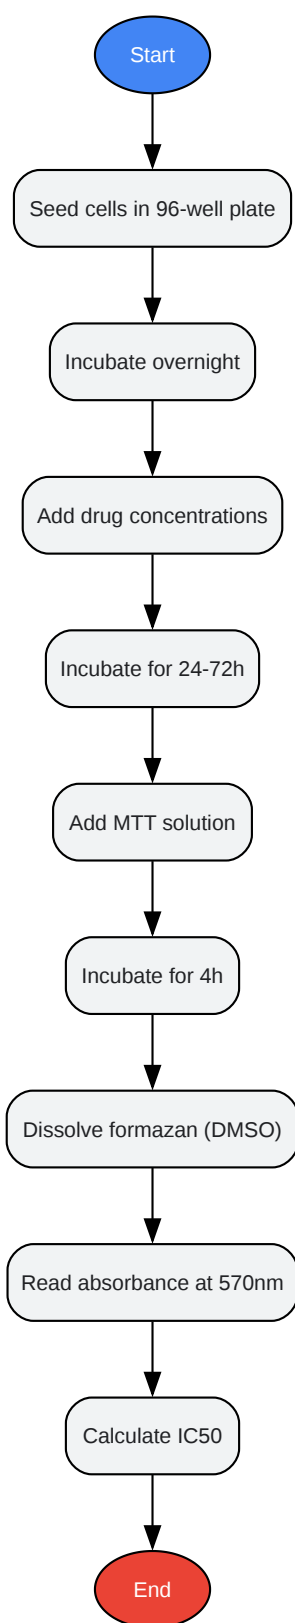 Start
Seed cells in 96-well plate
Incubate overnight
Add drug concentrations
Incubate for 24-72h
Add MTT solution
Incubate for 4h
Dissolve formazan (DMSO)
Read absorbance at 570nm
Calculate IC50
End